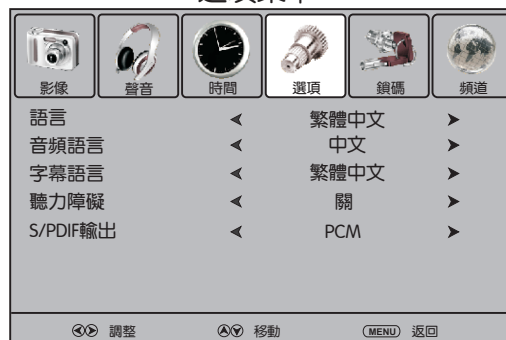 影像 聲音 時間 選項 鎖碼 頻道
語言 繁體中文
音頻語言 中文
字幕語言 繁體中文
聽力障礙 關
S/PDIF輸出 PCM
調整 移動 MENU 返回